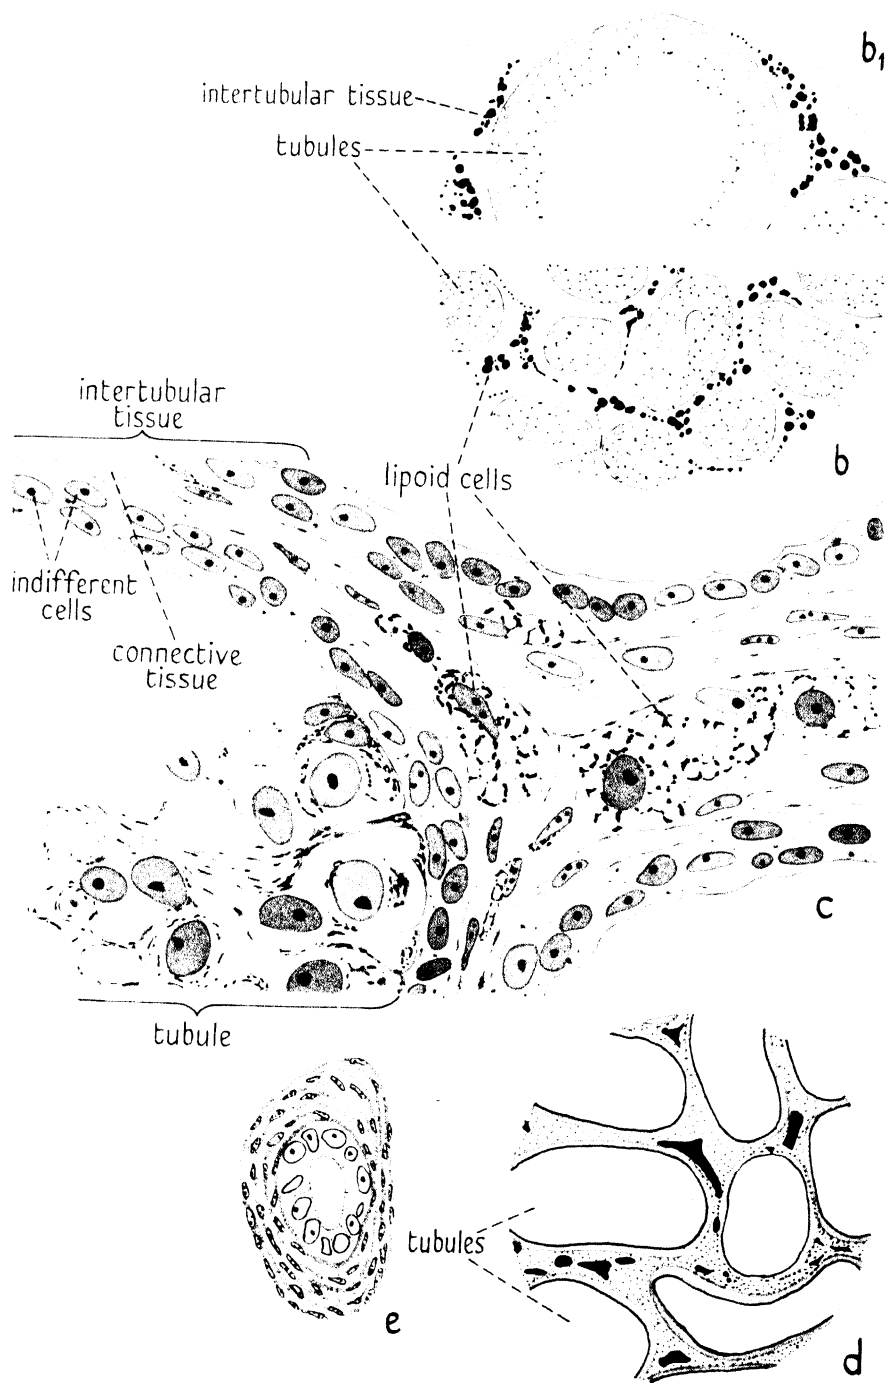 b1
intertubular tissue
tubules
intertubular
tissue
b
lipoid cells
indifferent
cells
connective
tissue
c
tubule
tubules
e
d